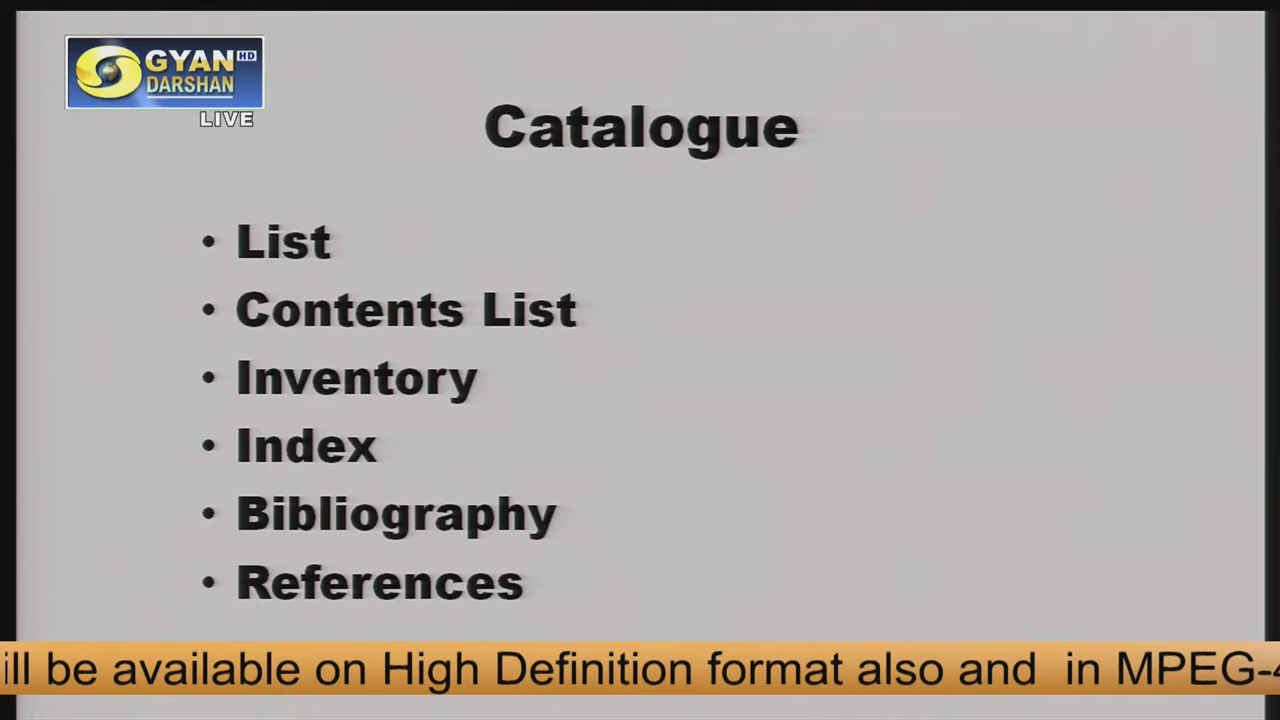 GYAN HD
DARSHAN
LIVE
Catalogue
• List
• Contents List
• Inventory
• Index
• Bibliography
• References
ill be available on High Definition format also and in MPEG-4